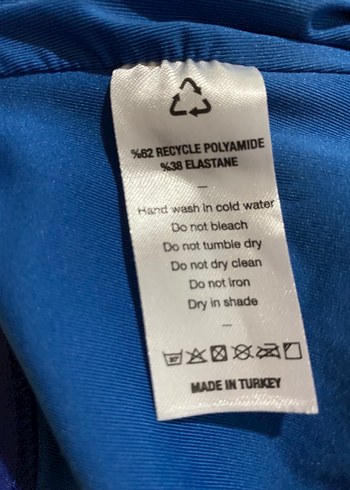 %62 RECYCLE POLYAMIDE
%38 ELASTANE
Hand wash in cold water
Do not bleach
Do not tumble dry
Do not dry clean
Do not iron
Dry in shade
MADE IN TURKEY